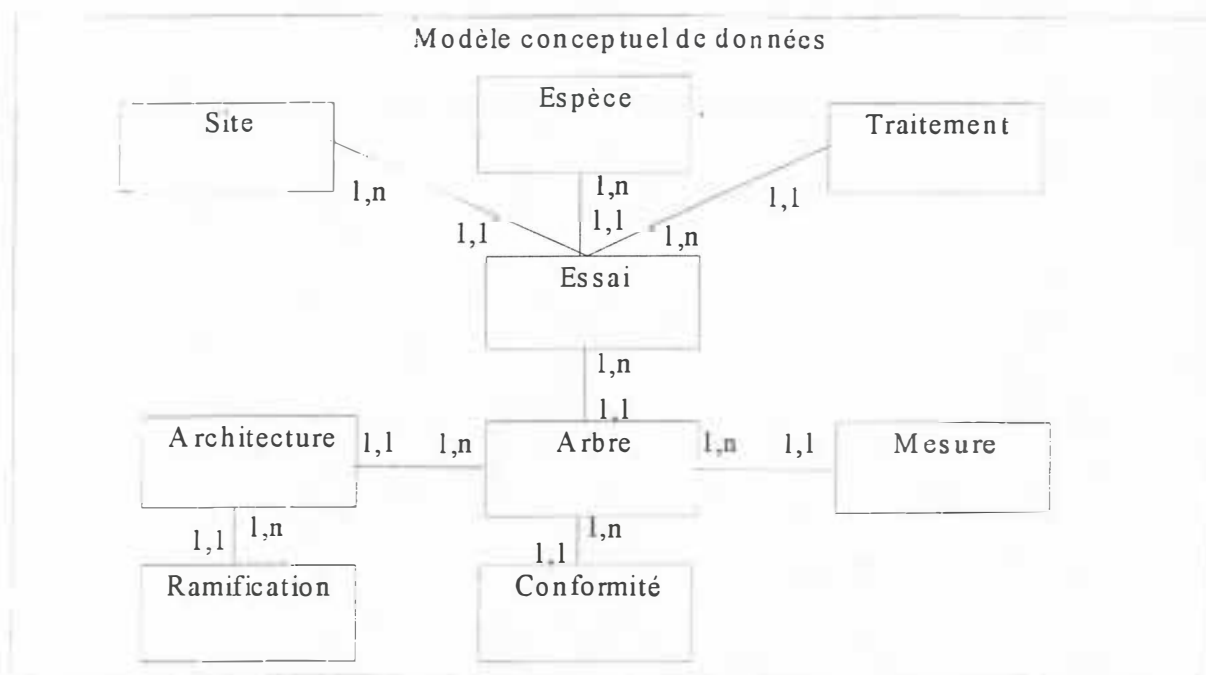 Modèle conceptuel de données
Espèce
Site
Traitement
1,n
1,n
1,1
1,1
1,1
1,n
Essai
1,n
1,1
Architecture
1,1
1,n
Arbre
1,n
1,1
Mesure
1,n
1,1
1,n
1,1
Ramification
Conformité